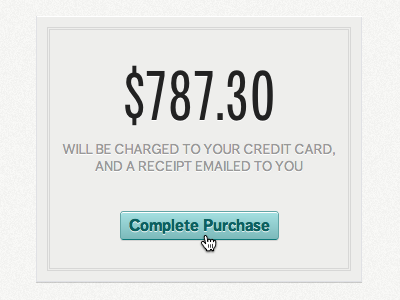 $787.30
WILL BE CHARGED TO YOUR CREDIT CARD,
AND A RECEIPT EMAILED TO YOU
Complete Purchase